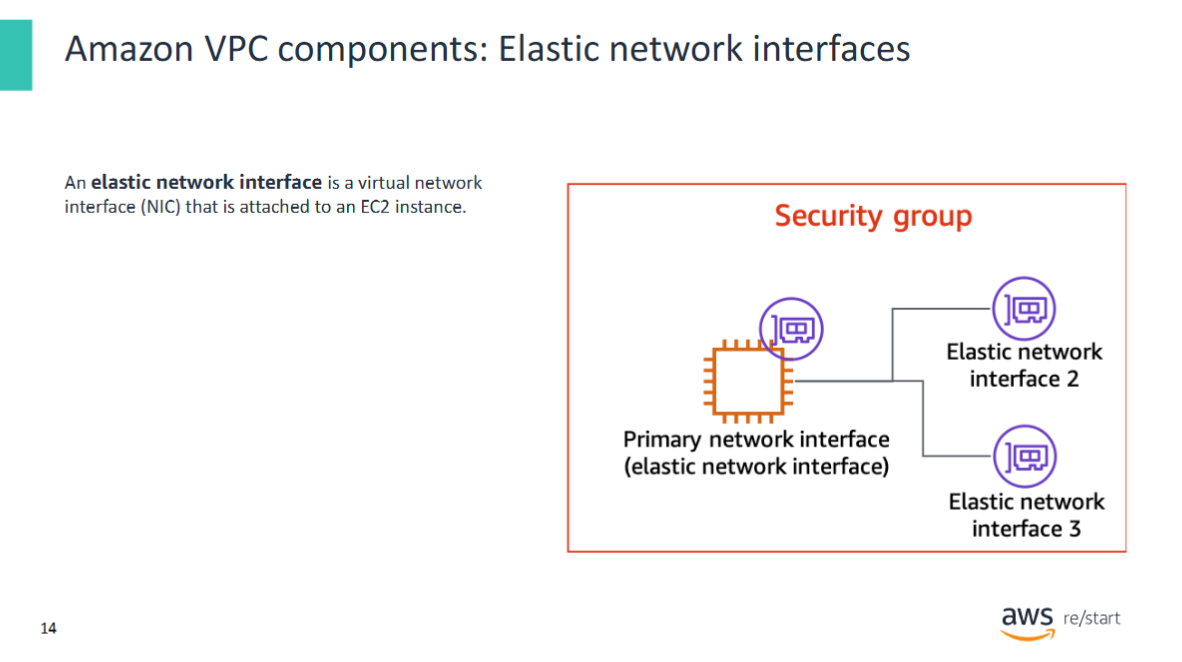 Amazon VPC components: Elastic network interfaces
An elastic network interface is a virtual network
interface (NIC) that is attached to an EC2 instance.
Security group
Primary network interface
(elastic network interface)
Elastic network
interface 2
Elastic network
interface 3
14
aws re/start